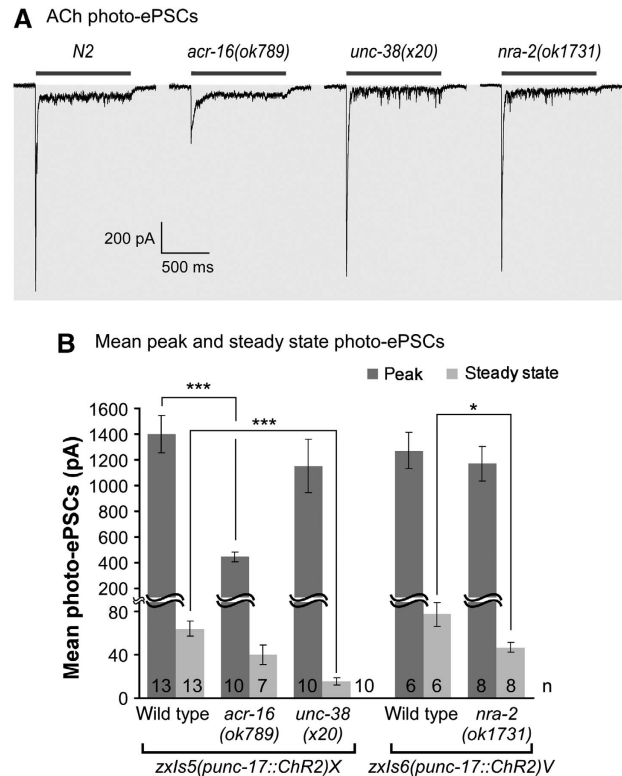 A ACh photo-ePSCs
N2 acr-16(ok789) unc-38(x20) nra-2(ok1731)
200 pA
500 ms
B Mean peak and steady state photo-ePSCs
Peak Steady state
*** *** *
Mean photo-ePSCs (pA)
1600
1400
1200
1000
800
600
400
200
80
40
0
13 13 10 7 10 10 6 6 8 8 n
Wild type acr-16 unc-38 Wild type nra-2
(ok789) (x20) (ok1731)
zxIs5(punc-17::ChR2)X zxIs6(punc-17::ChR2)V